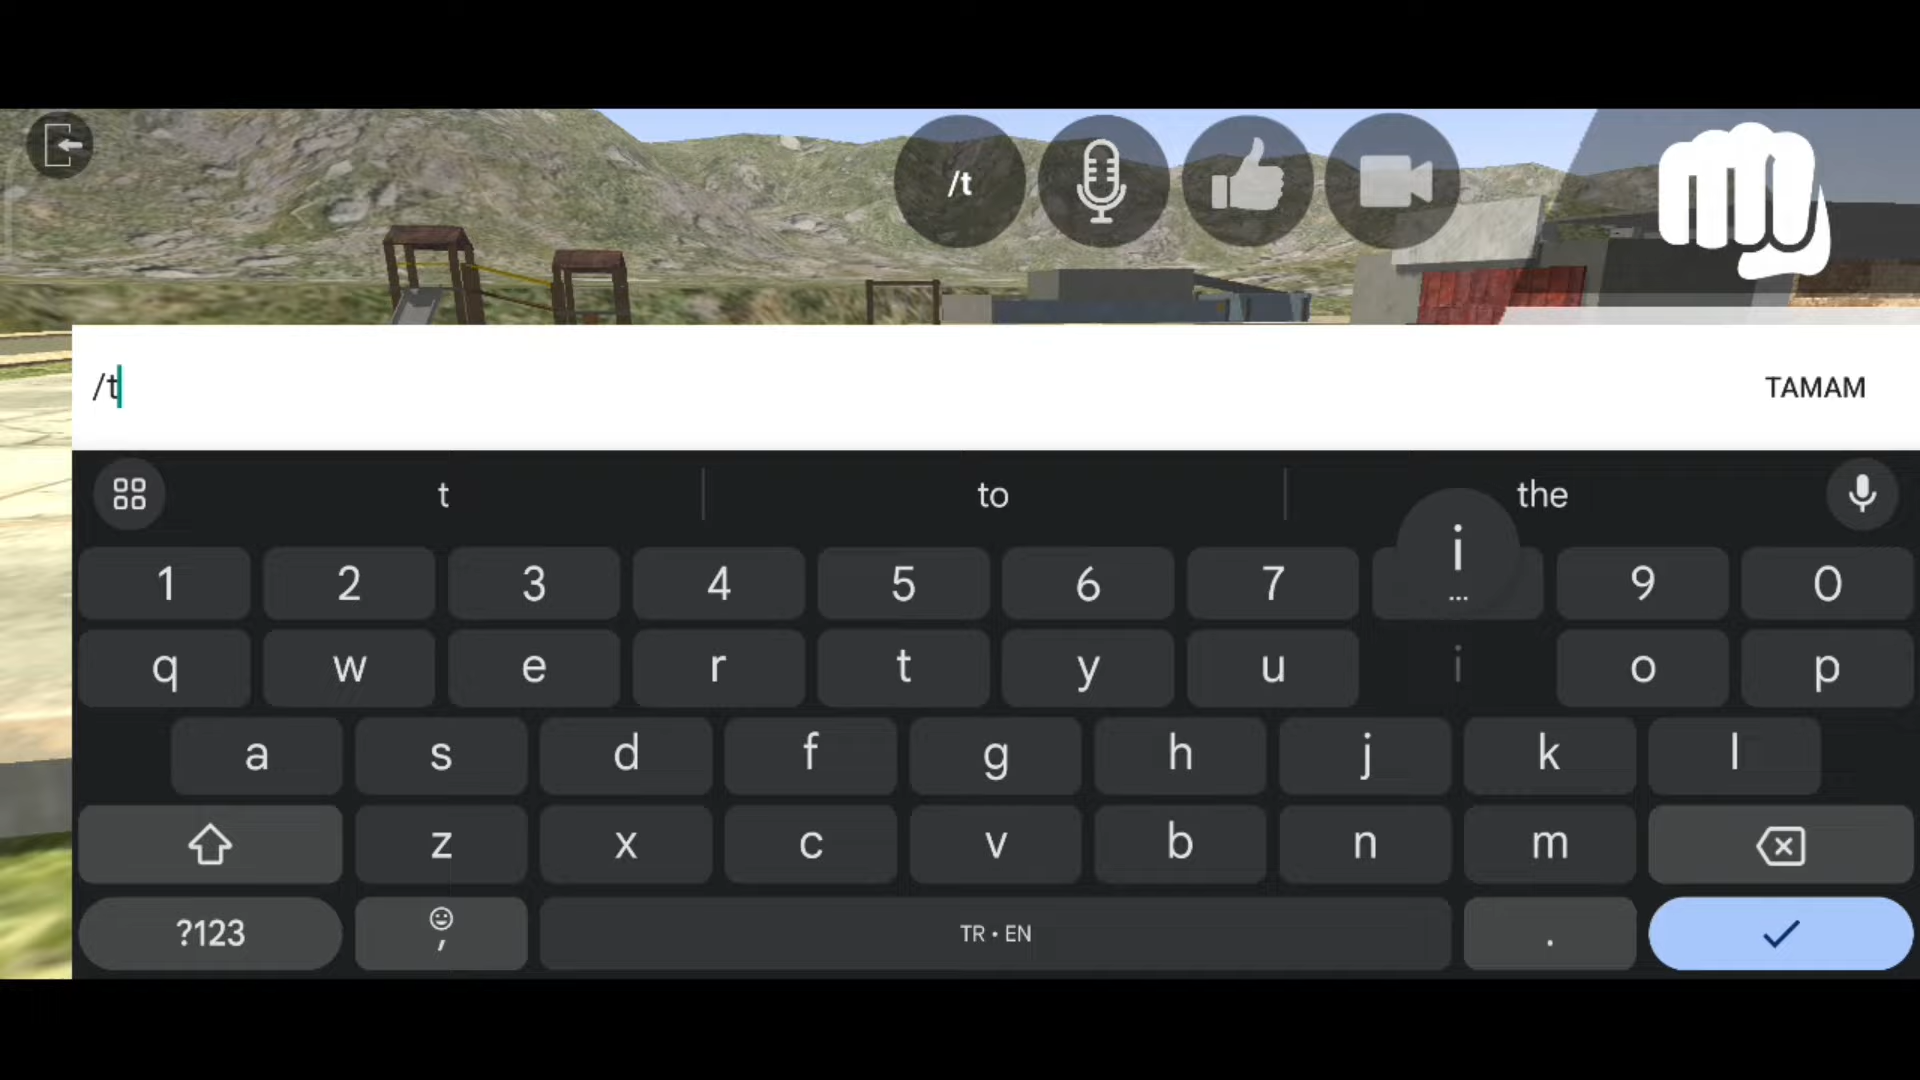 /t
/t
TAMAM
t to the
i
...
1 2 3 4 5 6 7 9 0
q w e r t y u i o p
a s d f g h j k l
z x c v b n m
?123 , TR • EN .